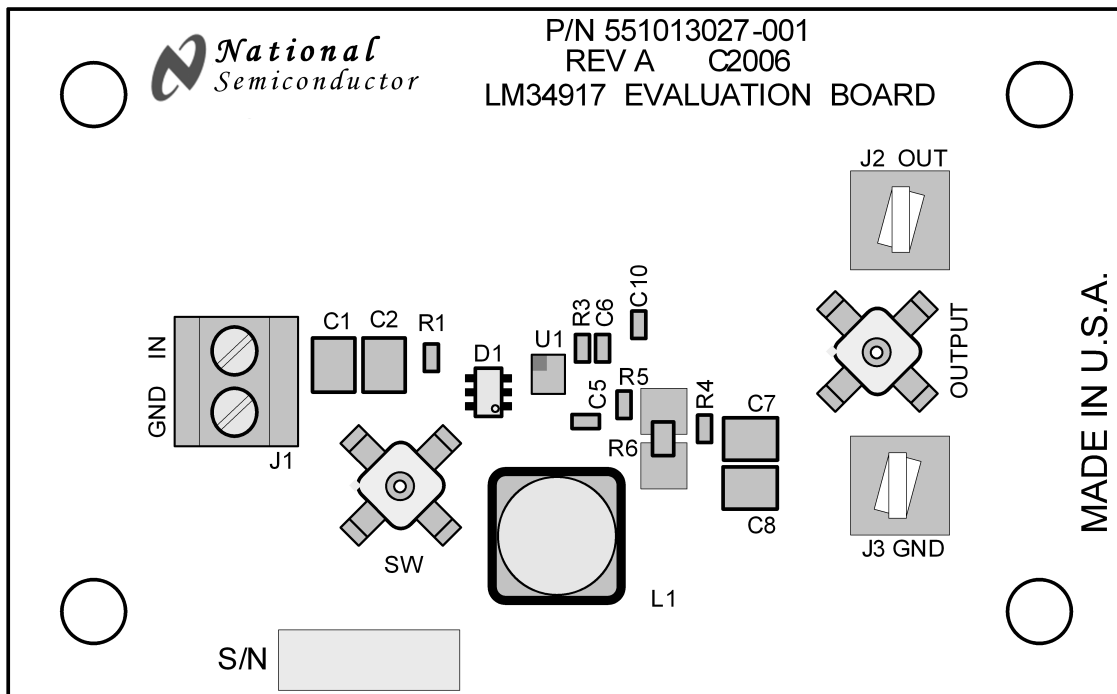 National
Semiconductor
P/N 551013027-001
REV A C2006
LM34917 EVALUATION BOARD
J2 OUT
C10
C1
C2
R1
R3
C6
IN
GND
J1
D1
U1
R5
C5
R4
C7
R6
C8
OUTPUT
MADE IN U.S.A.
J3 GND
SW
L1
S/N